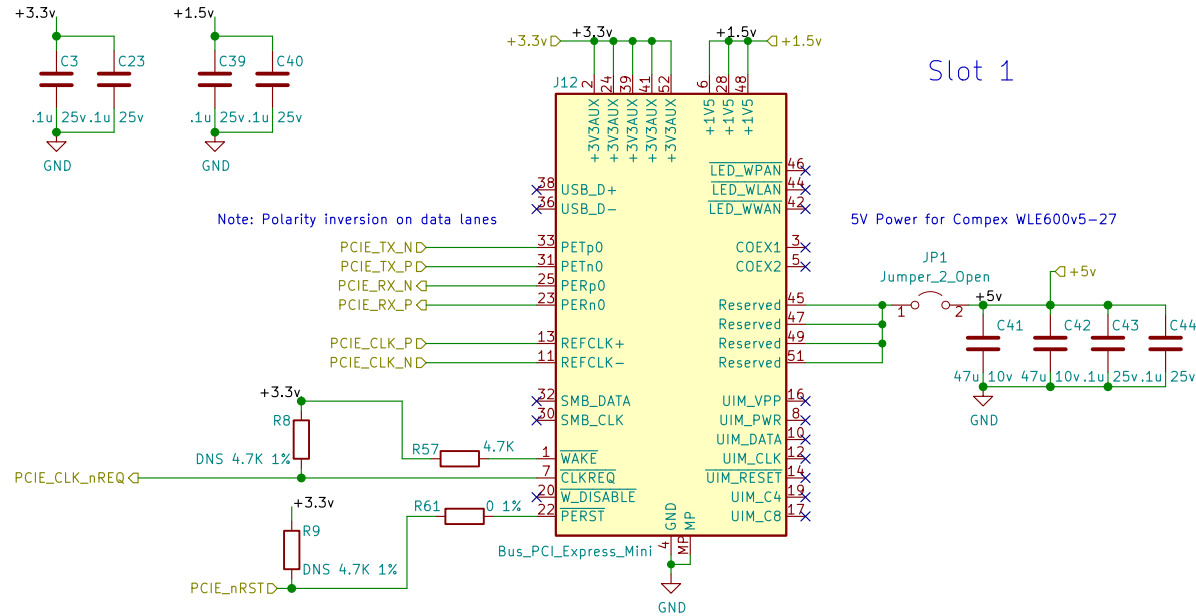 +3.3v
C3
C23
.1u 25v
.1u 25v
GND
+1.5v
C39
C40
.1u 25v
.1u 25v
GND
Slot 1
+3.3v
+3.3v
+1.5v
+1.5v
J12
2
24
39
41
52
6
28
48
+3V3AUX
+3V3AUX
+3V3AUX
+3V3AUX
+3V3AUX
+1V5
+1V5
+1V5
38 USB_D+
36 USB_D-
33 PETp0
31 PETn0
25 PERp0
23 PERn0
13 REFCLK+
11 REFCLK-
32 SMB_DATA
30 SMB_CLK
1 WAKE
7 CLKREQ
20 W_DISABLE
22 PERST
LED_WPAN 46
LED_WLAN 44
LED_WWAN 42
COEX1 3
COEX2 5
Reserved 45
Reserved 47
Reserved 49
Reserved 51
UIM_VPP 16
UIM_PWR 8
UIM_DATA 10
UIM_CLK 12
UIM_RESET 14
UIM_C4 19
UIM_C8 17
GND
MP
4
MP
Bus_PCI_Express_Mini
GND
Note: Polarity inversion on data lanes
PCIE_TX_N
PCIE_TX_P
PCIE_RX_N
PCIE_RX_P
PCIE_CLK_P
PCIE_CLK_N
+3.3v
R8
DNS 4.7K 1%
R57
4.7K
PCIE_CLK_nREQ
+3.3v
R9
DNS 4.7K 1%
R61
0 1%
PCIE_nRST
5V Power for Compex WLE600v5-27
JP1
Jumper_2_Open
1
2
+5v
+5v
C41
C42
C43
C44
47u 10v
47u 10v
.1u 25v
.1u 25v
GND